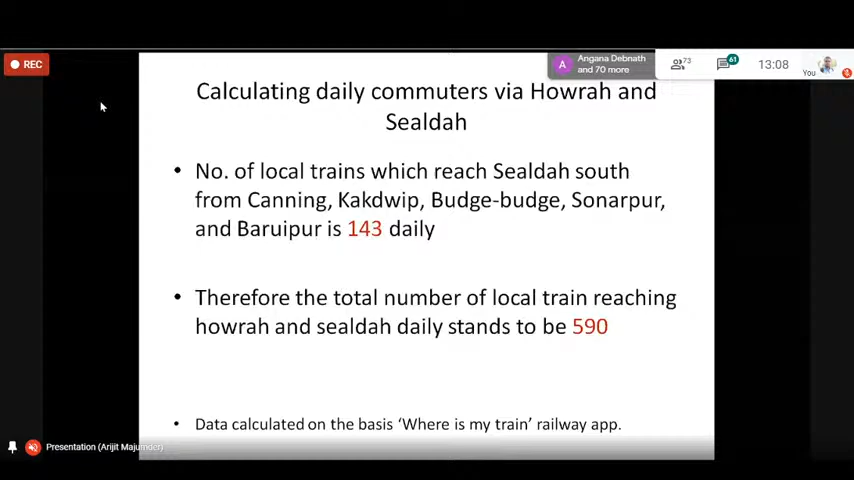 REC
Angana Debnath
and 70 more
A
73
61
13:08
You
Calculating daily commuters via Howrah and
Sealdah
• No. of local trains which reach Sealdah south
from Canning, Kakdwip, Budge-budge, Sonarpur,
and Baruipur is 143 daily
• Therefore the total number of local train reaching
howrah and sealdah daily stands to be 590
• Data calculated on the basis ‘Where is my train’ railway app.
Presentation (Arijit Majumder)